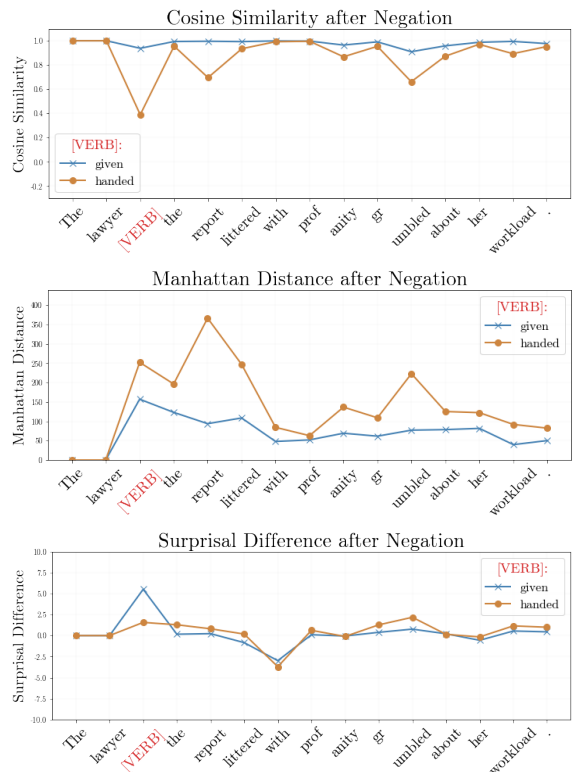 Cosine Similarity after Negation
Cosine Similarity
1.0
0.8
0.6
0.4
0.2
0.0
-0.2
[VERB]:
given
handed
The lawyer [VERB] the report littered with prof anity gr umbled about her workload .
Manhattan Distance after Negation
Manhattan Distance
400
350
300
250
200
150
100
50
0
[VERB]:
given
handed
The lawyer [VERB] the report littered with prof anity gr umbled about her workload .
Surprisal Difference after Negation
Surprisal Difference
10.0
7.5
5.0
2.5
0.0
-2.5
-5.0
-7.5
-10.0
[VERB]:
given
handed
The lawyer [VERB] the report littered with prof anity gr umbled about her workload .